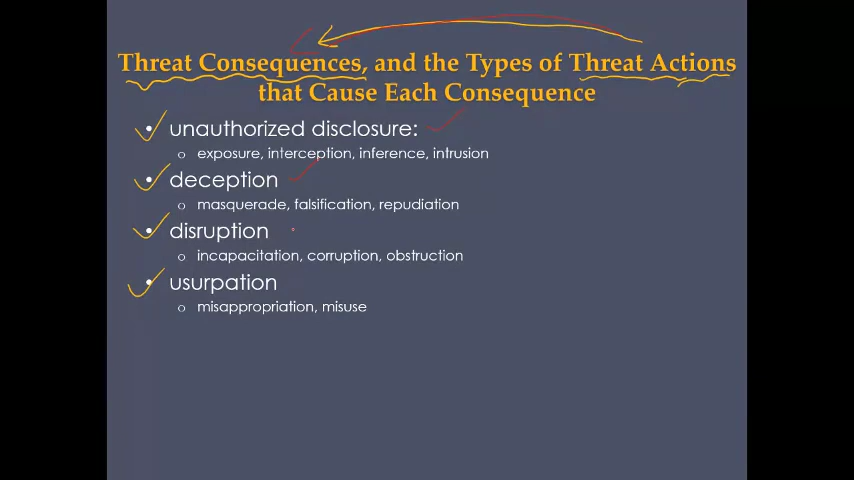 Threat Consequences, and the Types of Threat Actions
that Cause Each Consequence
• unauthorized disclosure:
o exposure, interception, inference, intrusion
• deception
o masquerade, falsification, repudiation
• disruption
o incapacitation, corruption, obstruction
• usurpation
o misappropriation, misuse